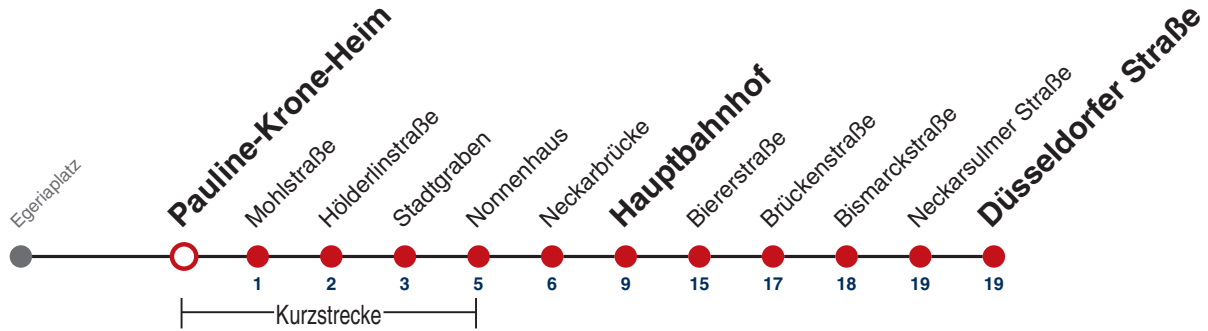 Egeriaplatz
Pauline-Krone-Heim
Mohlstraße
Hölderlinstraße
Stadtgraben
Nonnenhaus
Neckarbrücke
Hauptbahnhof
Biererstraße
Brückenstraße
Bismarckstraße
Neckarsulmer Straße
Düsseldorfer Straße
1 2 3 5 6 9 15 17 18 19 19
Kurzstrecke